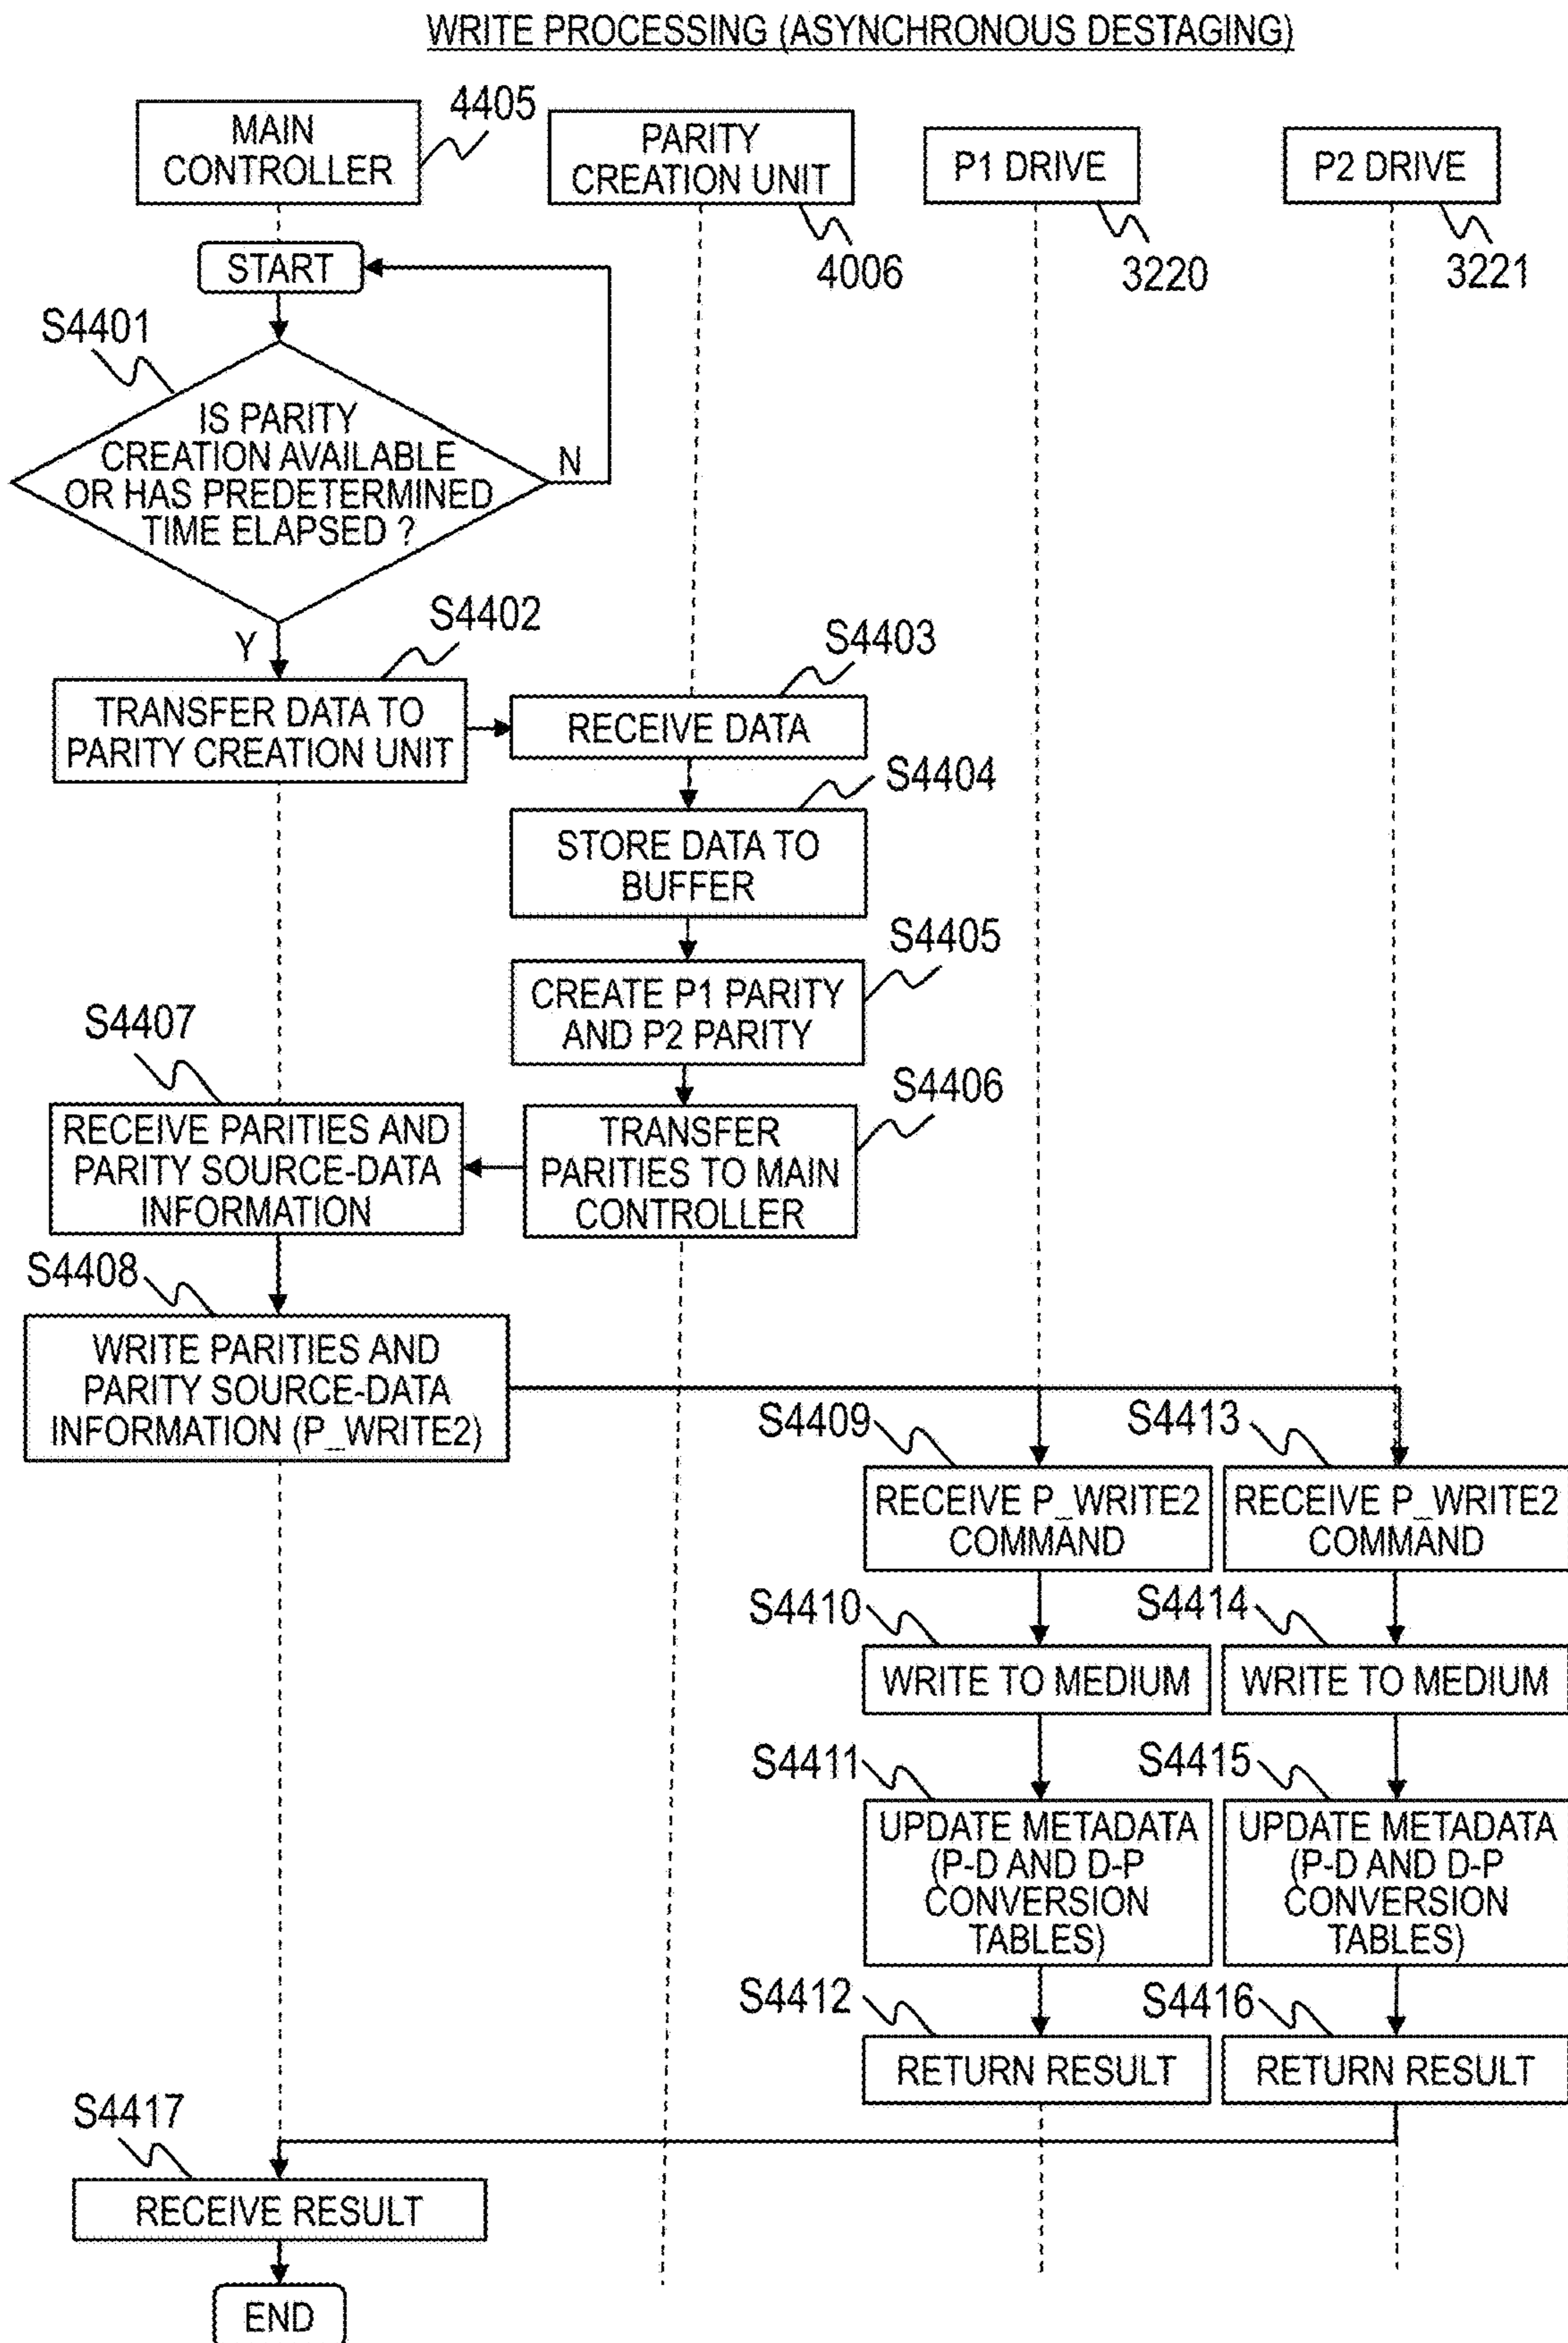 WRITE PROCESSING (ASYNCHRONOUS DESTAGING)
MAIN
CONTROLLER
4405
PARITY
CREATION UNIT
4006
P1 DRIVE
3220
P2 DRIVE
3221
START
S4401
IS PARITY
CREATION AVAILABLE
OR HAS PREDETERMINED
TIME ELAPSED ?
N
Y
S4402
TRANSFER DATA TO
PARITY CREATION UNIT
S4403
RECEIVE DATA
S4404
STORE DATA TO
BUFFER
S4405
CREATE P1 PARITY
AND P2 PARITY
S4406
TRANSFER
PARITIES TO MAIN
CONTROLLER
S4407
RECEIVE PARITIES AND
PARITY SOURCE-DATA
INFORMATION
S4408
WRITE PARITIES AND
PARITY SOURCE-DATA
INFORMATION (P_WRITE2)
S4409
RECEIVE P_WRITE2
COMMAND
S4413
RECEIVE P_WRITE2
COMMAND
S4410
WRITE TO MEDIUM
S4414
WRITE TO MEDIUM
S4411
UPDATE METADATA
(P-D AND D-P
CONVERSION
TABLES)
S4415
UPDATE METADATA
(P-D AND D-P
CONVERSION
TABLES)
S4412
RETURN RESULT
S4416
RETURN RESULT
S4417
RECEIVE RESULT
END